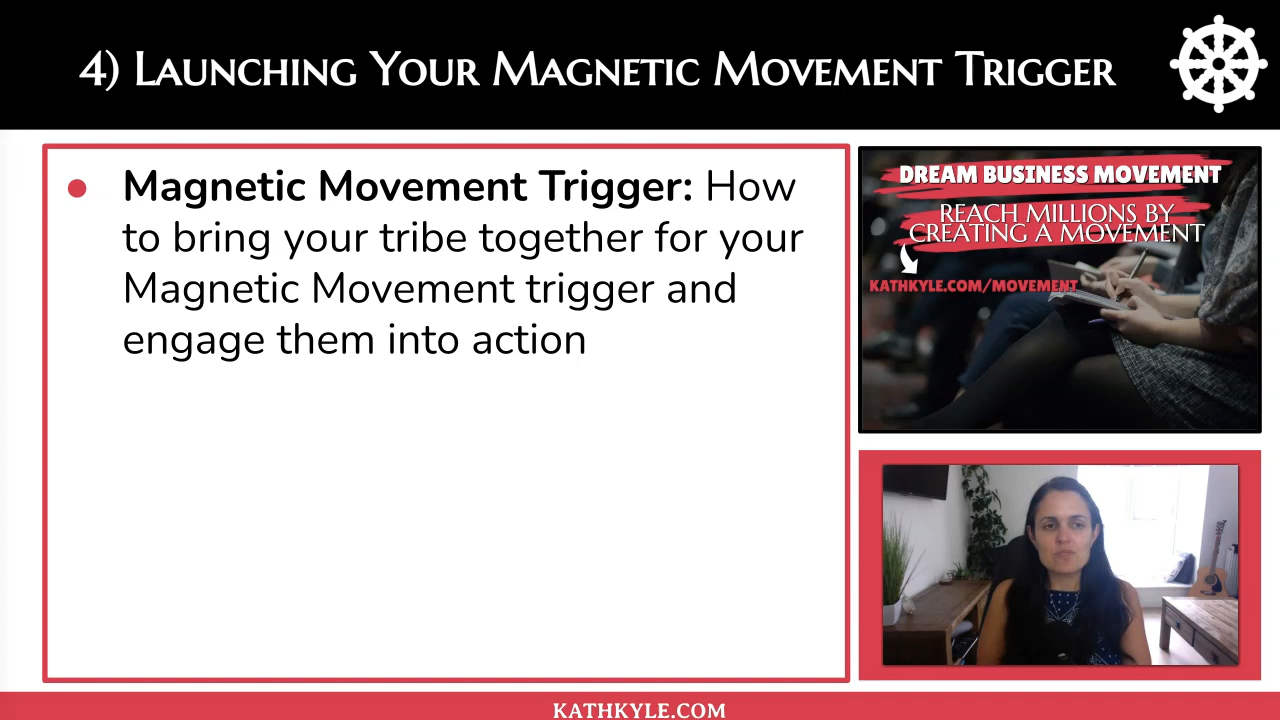 4) Launching Your Magnetic Movement Trigger
● Magnetic Movement Trigger: How
to bring your tribe together for your
Magnetic Movement trigger and
engage them into action
DREAM BUSINESS MOVEMENT
REACH MILLIONS BY
CREATING A MOVEMENT
KATHKYLE.COM/MOVEMENT
KATHKYLE.COM